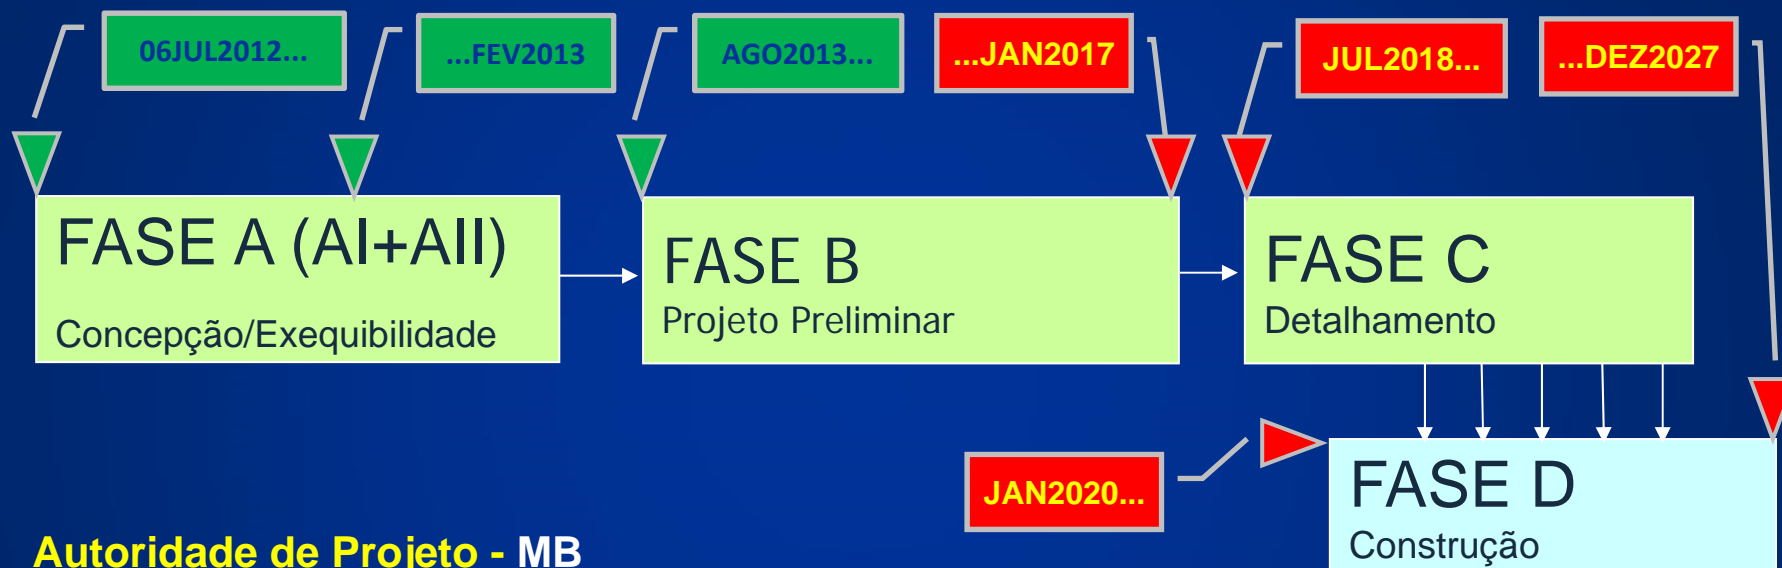 06JUL2012...
...FEV2013
AGO2013...
...JAN2017
JUL2018...
...DEZ2027
FASE A (AI+AII)
Concepção/Exequibilidade
FASE B
Projeto Preliminar
FASE C
Detalhamento
JAN2020...
FASE D
Construção
Autoridade de Projeto - MB